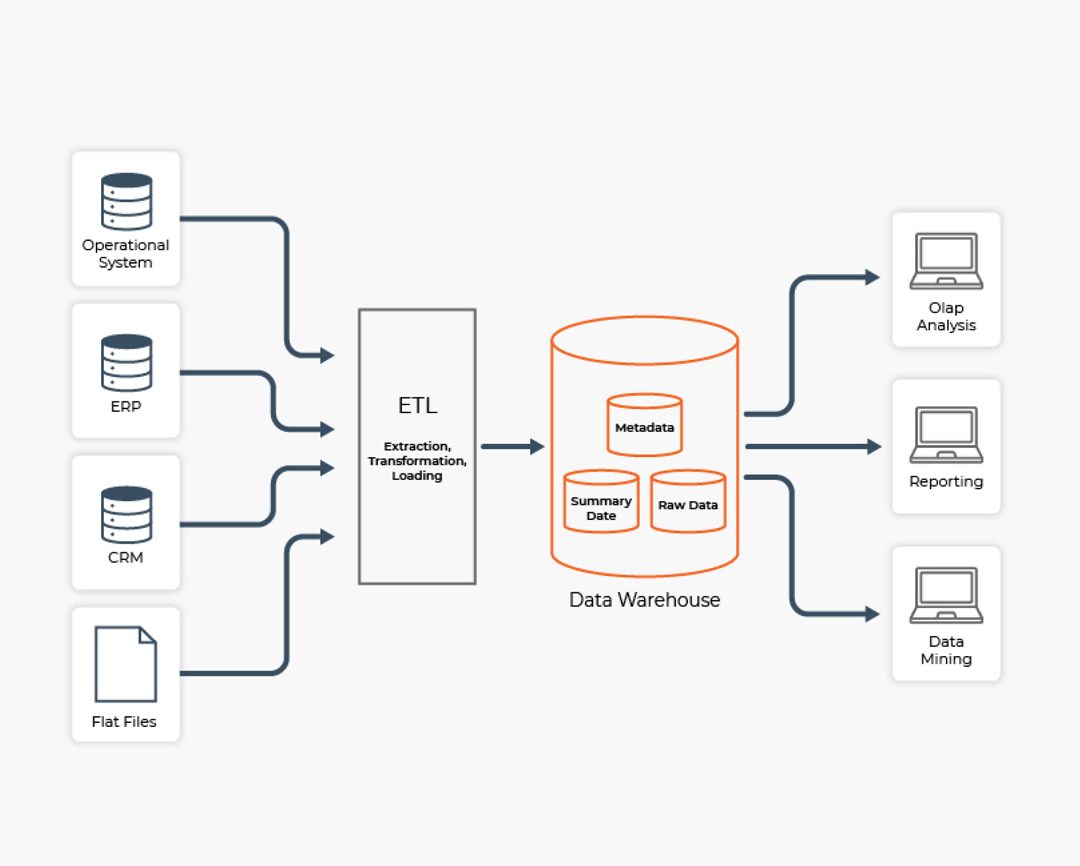 Operational
System
ERP
CRM
Flat Files
ETL
Extraction,
Transformation,
Loading
Metadata
Summary
Date
Raw Data
Data Warehouse
Olap
Analysis
Reporting
Data
Mining